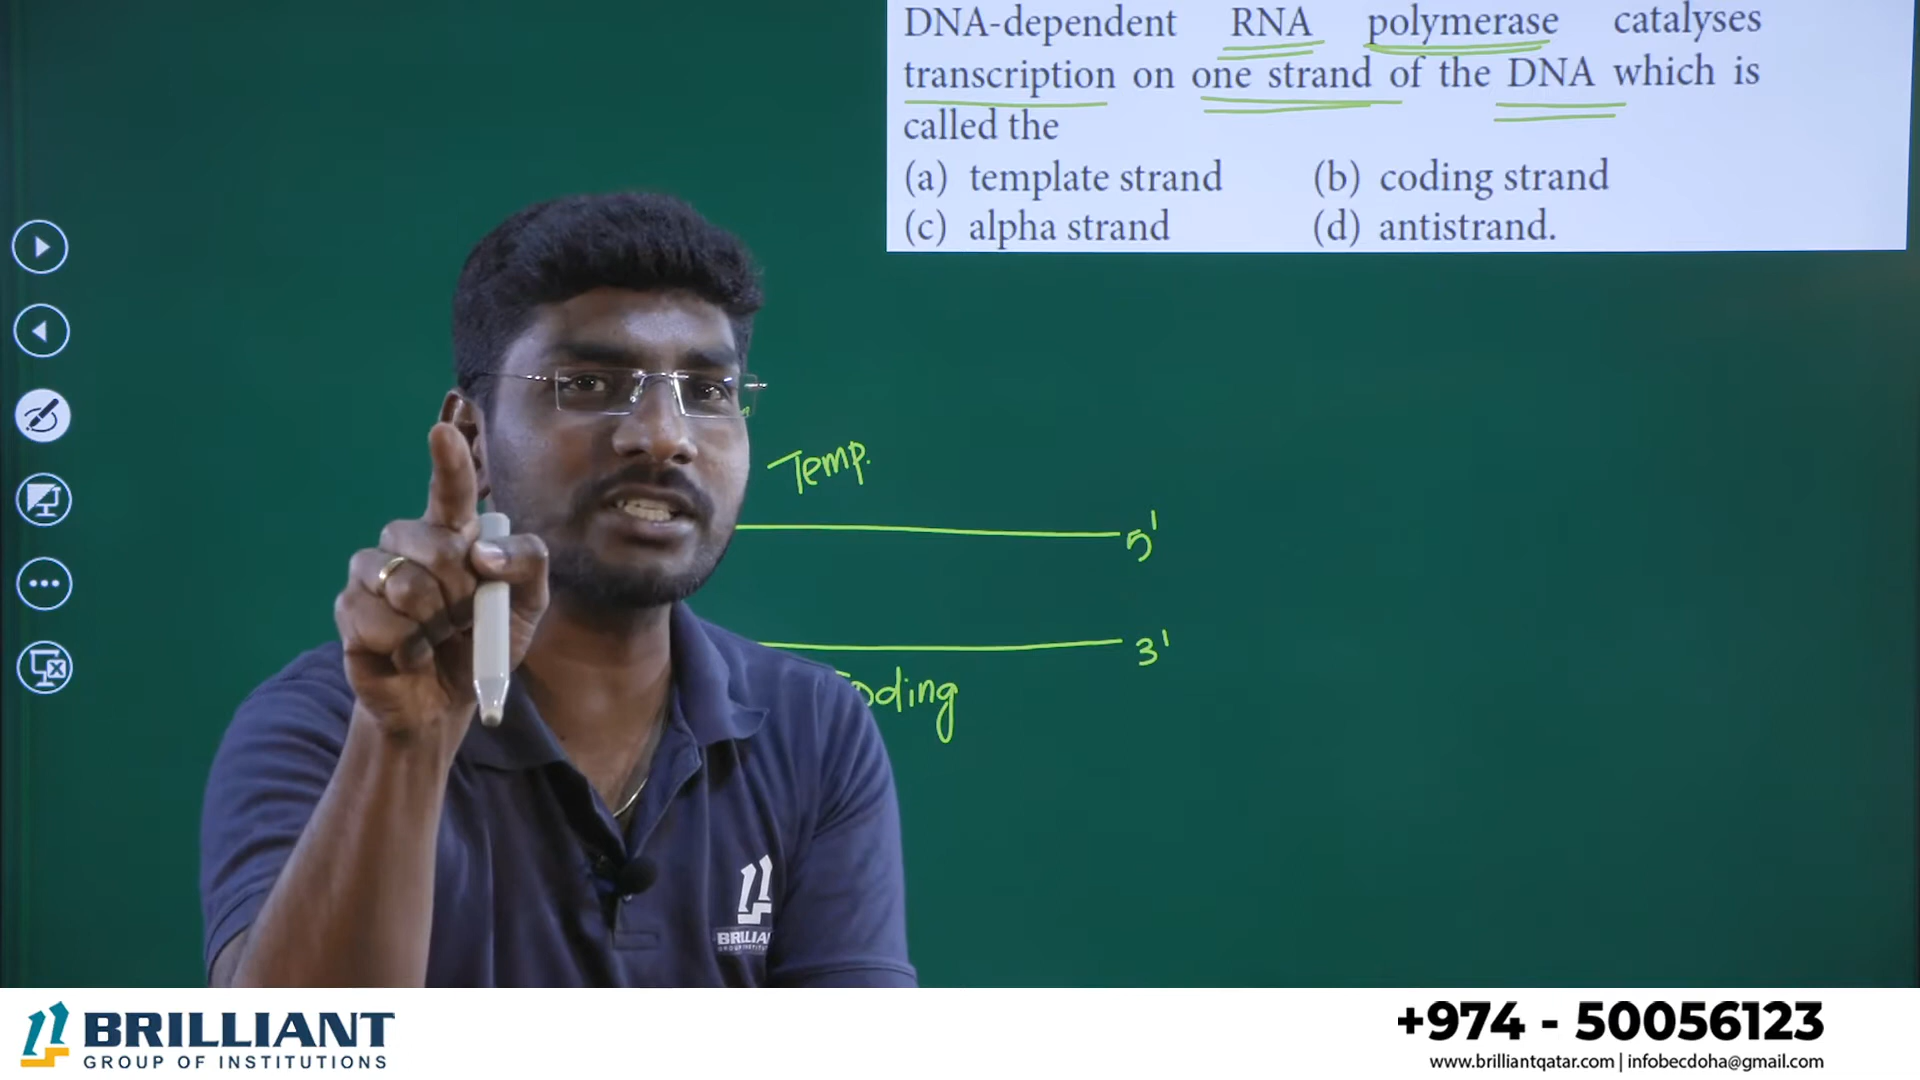 DNA-dependent RNA polymerase catalyses
transcription on one strand of the DNA which is
called the
(a) template strand (b) coding strand
(c) alpha strand (d) antistrand.
Temp.
5'
3'
Coding
BRILLIA
BRILLIANT
GROUP OF INSTITUTIONS
+974 - 50056123
www.brilliantqatar.com | infobecdoha@gmail.com